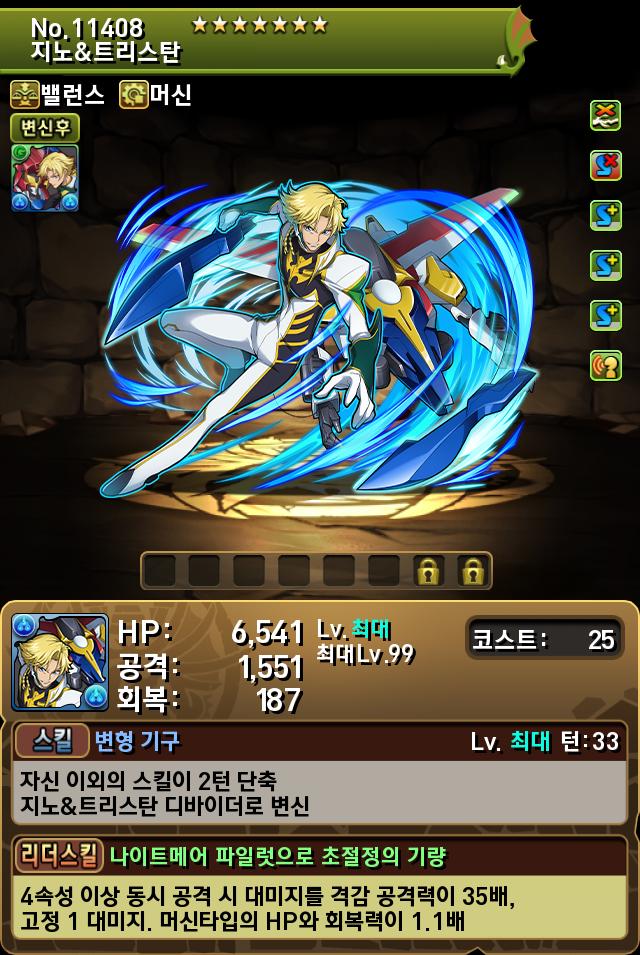 No.11408
지노&트리스탄
밸런스 머신
변신후
HP: 6,541
공격: 1,551
회복: 187
Lv.최대
최대Lv.99
코스트: 25
스킬 변형 기구 Lv. 최대 턴:33
자신 이외의 스킬이 2턴 단축
지노&트리스탄 디바이더로 변신
리더스킬 나이트메어 파일럿으로 초절정의 기량
4속성 이상 동시 공격 시 대미지를 격감 공격력이 35배,
고정 1 대미지. 머신타입의 HP와 회복력이 1.1배